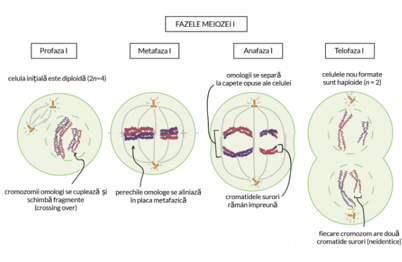 FAZELE MEIOZEI I
Profaza I
Metafaza I
Anafaza I
Telofaza I
celula inițială este diploidă (2n=4)
omologii se separă
la capete opuse ale celulei
celulele nou formate
sunt haploide (n = 2)
cromozomii omologi se cuplează și
schimbă fragmente
(crossing over)
perechile omologe se aliniază
în placa metafazică
cromatidele surori
rămân împreună
fiecare cromozom are două
cromatide surori (neidentice)